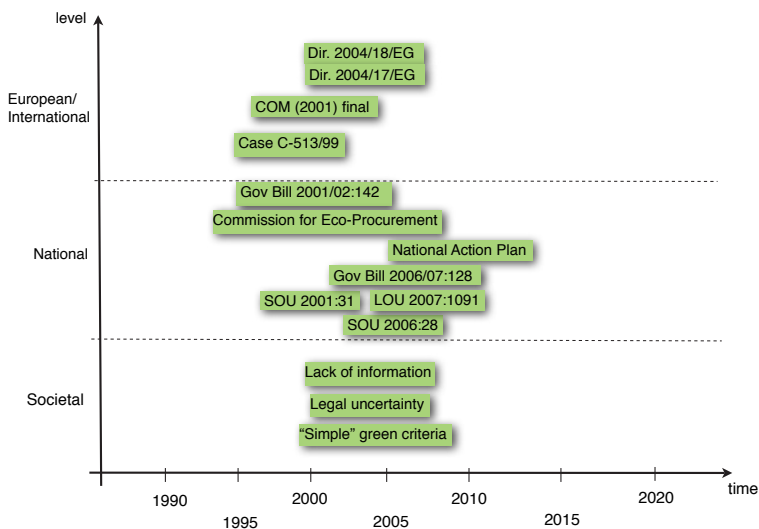 level
Dir. 2004/18/EG
Dir. 2004/17/EG
European/
International
COM (2001) final
Case C-513/99
Gov Bill 2001/02:142
Commission for Eco-Procurement
National
National Action Plan
Gov Bill 2006/07:128
SOU 2001:31
LOU 2007:1091
SOU 2006:28
Lack of information
Societal
Legal uncertainty
“Simple” green criteria
time
1990
1995
2000
2005
2010
2015
2020